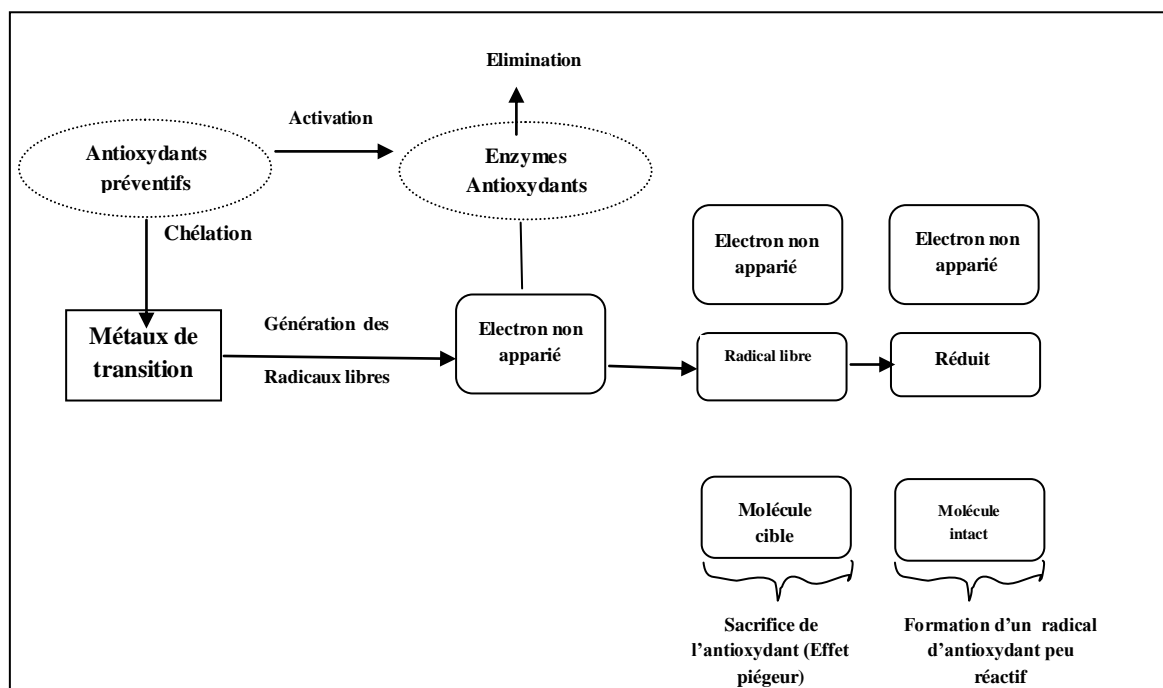 Elimination
Activation
Antioxydants
préventifs
Enzymes
Antioxydants
Chélation
Electron non
apparié
Electron non
apparié
Métaux de
transition
Génération des
Radicaux libres
Electron non
apparié
Radical libre
Réduit
Molécule
cible
Molécule
intact
Sacrifice de
l’antioxydant (Effet
piégeur)
Formation d’un radical
d’antioxydant peu
réactif